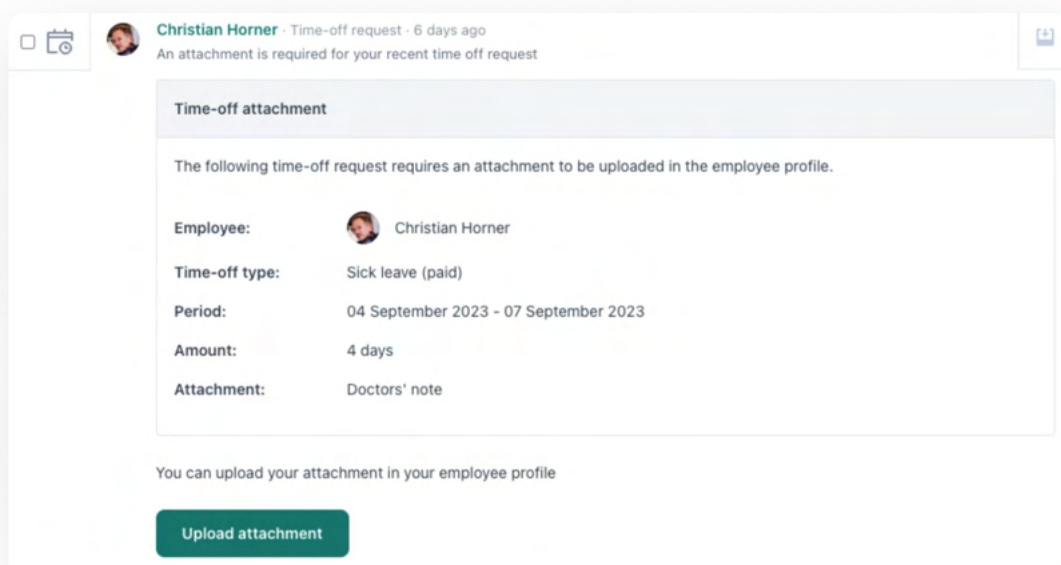 Christian Horner · Time-off request · 6 days ago
An attachment is required for your recent time off request
Time-off attachment
The following time-off request requires an attachment to be uploaded in the employee profile.
Employee: Christian Horner
Time-off type: Sick leave (paid)
Period: 04 September 2023 - 07 September 2023
Amount: 4 days
Attachment: Doctors' note
You can upload your attachment in your employee profile
Upload attachment